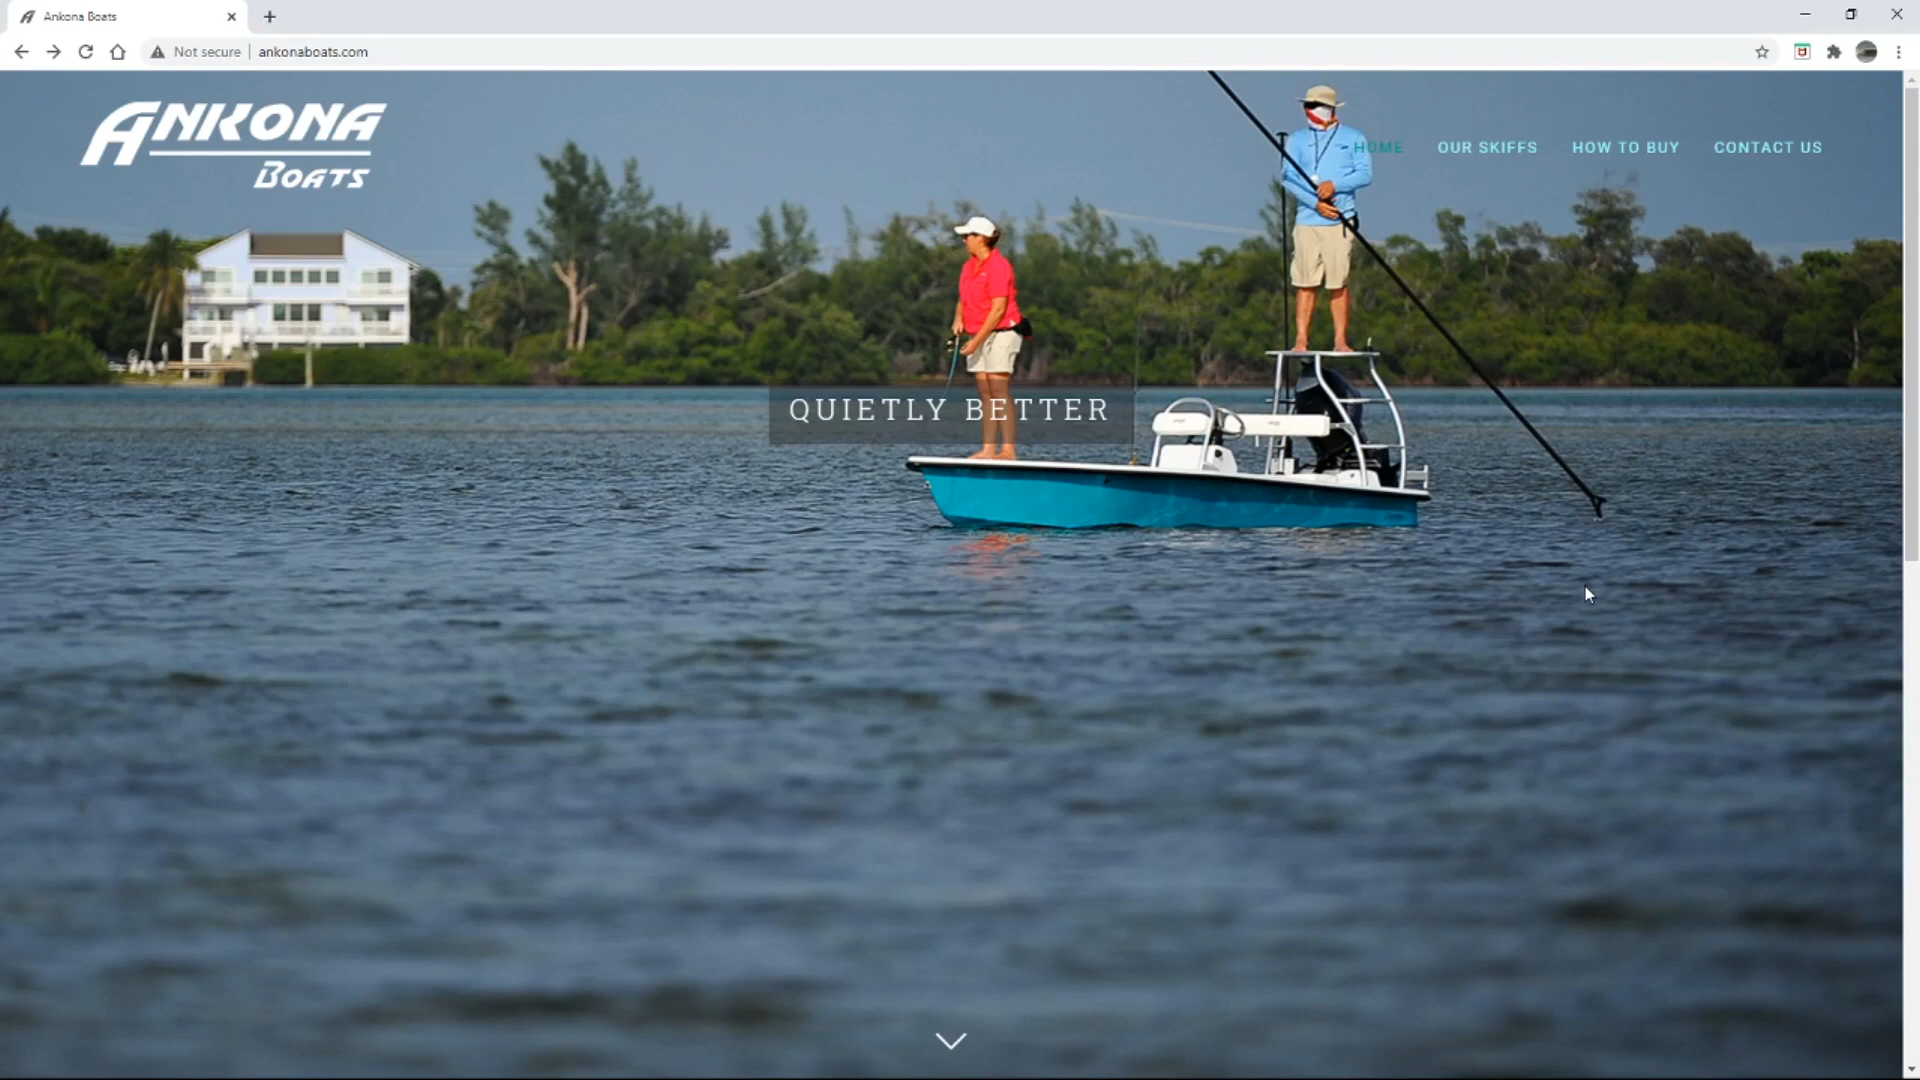 Ankona Boats
Not secure
ankonaboats.com
ANKONA
BOATS
HOME
OUR SKIFFS
HOW TO BUY
CONTACT US
QUIETLY BETTER